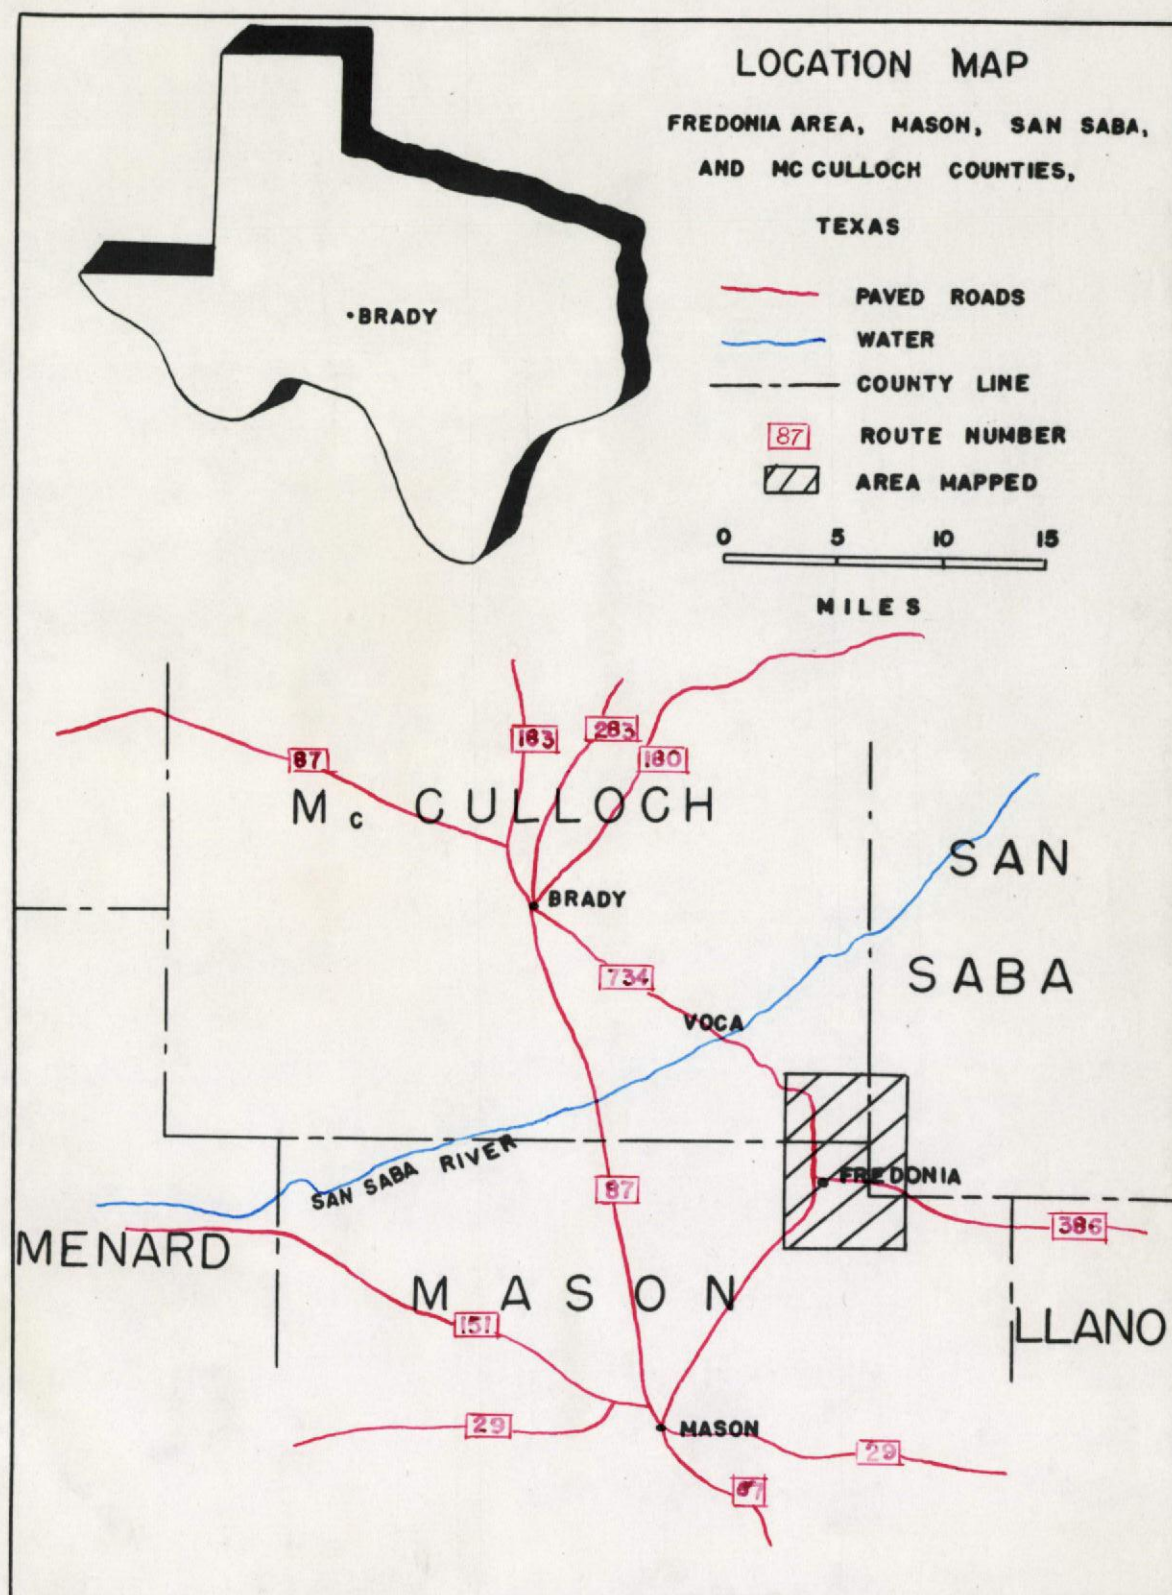 LOCATION MAP
FREDONIA AREA, MASON, SAN SABA,
AND MC CULLOCH COUNTIES,
TEXAS
PAVED ROADS
WATER
COUNTY LINE
87 ROUTE NUMBER
AREA MAPPED
0 5 10 15
MILES
•BRADY
183
283
87
180
Mc CULLOCH
SAN
BRADY
734
SABA
VOCA
SAN SABA RIVER
FREDONIA
87
386
MENARD
MASON
151
LLANO
29
MASON
29
87